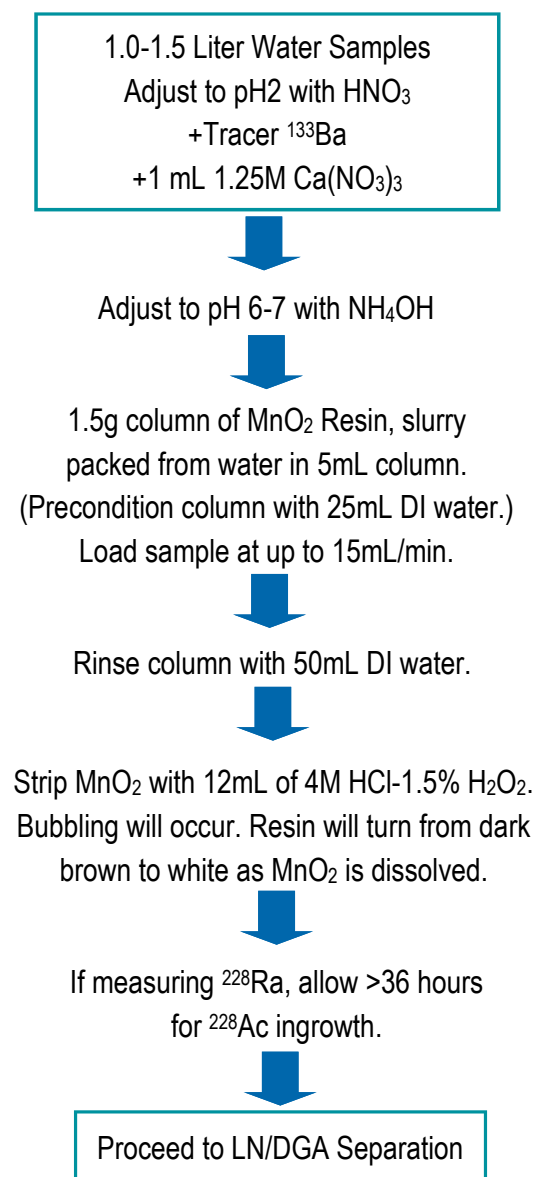 1.0-1.5 Liter Water Samples
Adjust to pH2 with HNO₃
+Tracer ¹³³Ba
+1 mL 1.25M Ca(NO₃)₃
Adjust to pH 6-7 with NH₄OH
1.5g column of MnO₂ Resin, slurry
packed from water in 5mL column.
(Precondition column with 25mL DI water.)
Load sample at up to 15mL/min.
Rinse column with 50mL DI water.
Strip MnO₂ with 12mL of 4M HCl-1.5% H₂O₂.
Bubbling will occur. Resin will turn from dark
brown to white as MnO₂ is dissolved.
If measuring ²²⁸Ra, allow >36 hours
for ²²⁸Ac ingrowth.
Proceed to LN/DGA Separation